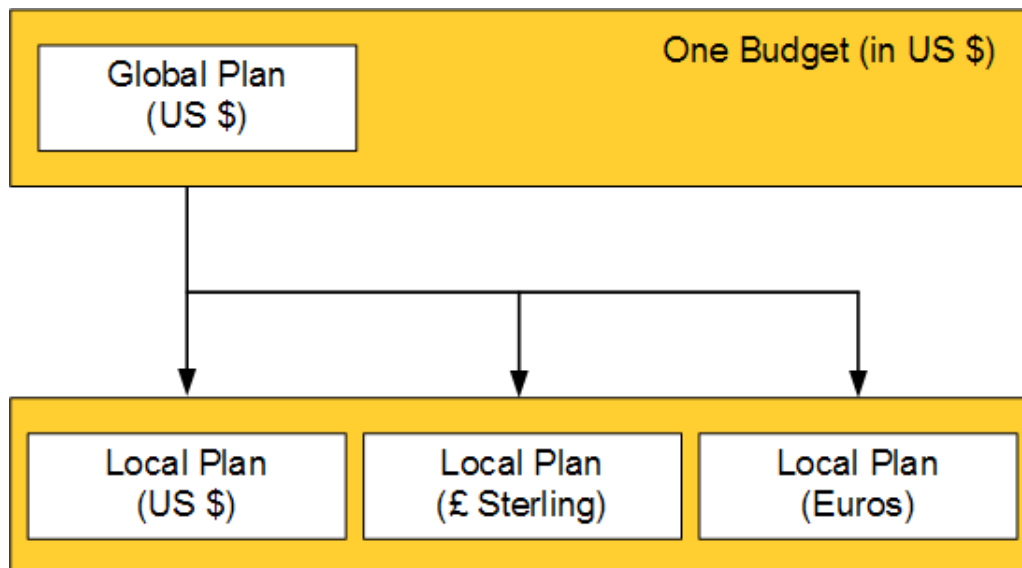 One Budget (in US $)
Global Plan
(US $)
Local Plan
(US $)
Local Plan
(£ Sterling)
Local Plan
(Euros)